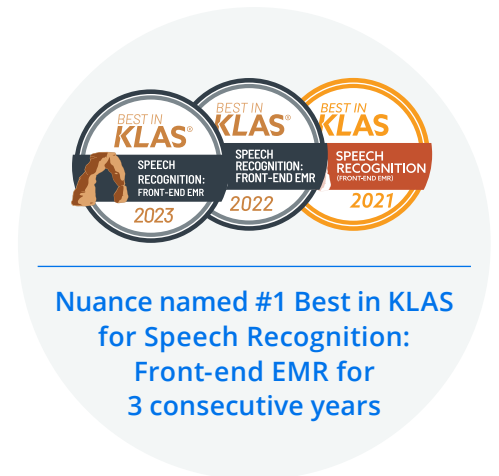 BEST IN
KLAS®
SPEECH
RECOGNITION:
FRONT-END EMR
2023
BEST IN
KLAS®
SPEECH
RECOGNITION:
FRONT-END EMR
2022
BEST IN
KLAS
SPEECH
RECOGNITION
(FRONT-END EMR)
2021
Nuance named #1 Best in KLAS
for Speech Recognition:
Front-end EMR for
3 consecutive years